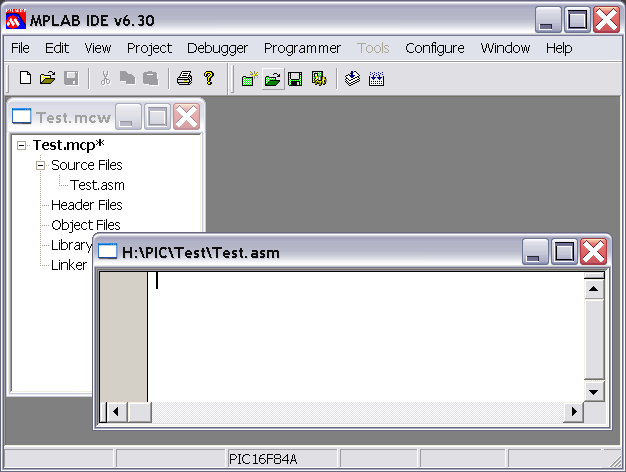 MPLAB IDE v6.30
File Edit View Project Debugger Programmer Tools Configure Window Help
Test.mcw
Test.mcp*
Source Files
Test.asm
Header Files
Object Files
Library
Linker
H:\PIC\Test\Test.asm
PIC16F84A